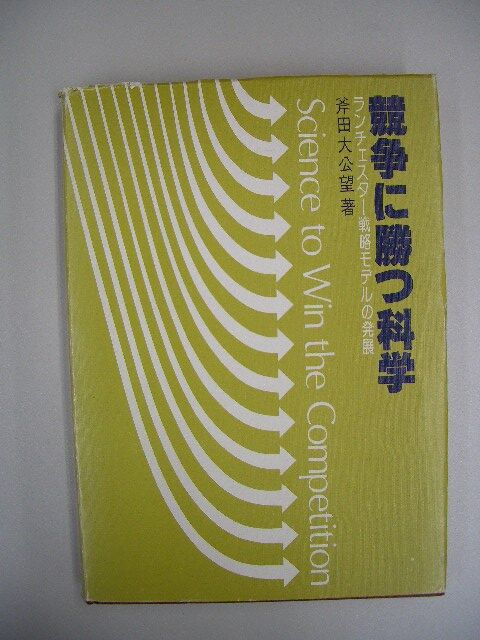 競争に勝つ科学
ランチェスター戦略モデルの発展
斧田大公望 著
Science to Win the Competition